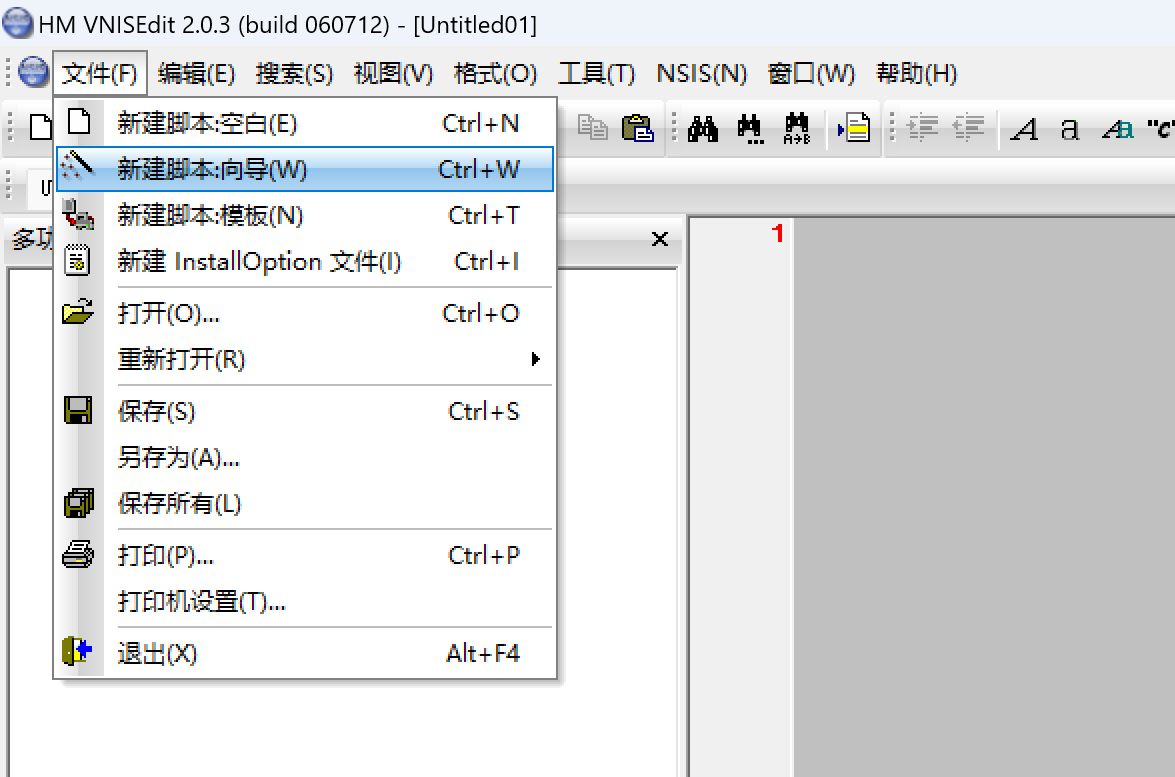 HM VNISEdit 2.0.3 (build 060712) - [Untitled01]
文件(F) 编辑(E) 搜索(S) 视图(V) 格式(O) 工具(T) NSIS(N) 窗口(W) 帮助(H)
新建脚本:空白(E) Ctrl+N
A→B A a Aa "c"
新建脚本:向导(W) Ctrl+W
新建脚本:模板(N) Ctrl+T
多功
1
新建 InstallOption 文件(I) Ctrl+I
打开(O)... Ctrl+O
重新打开(R)
保存(S) Ctrl+S
另存为(A)...
保存所有(L)
打印(P)... Ctrl+P
打印机设置(T)...
退出(X) Alt+F4